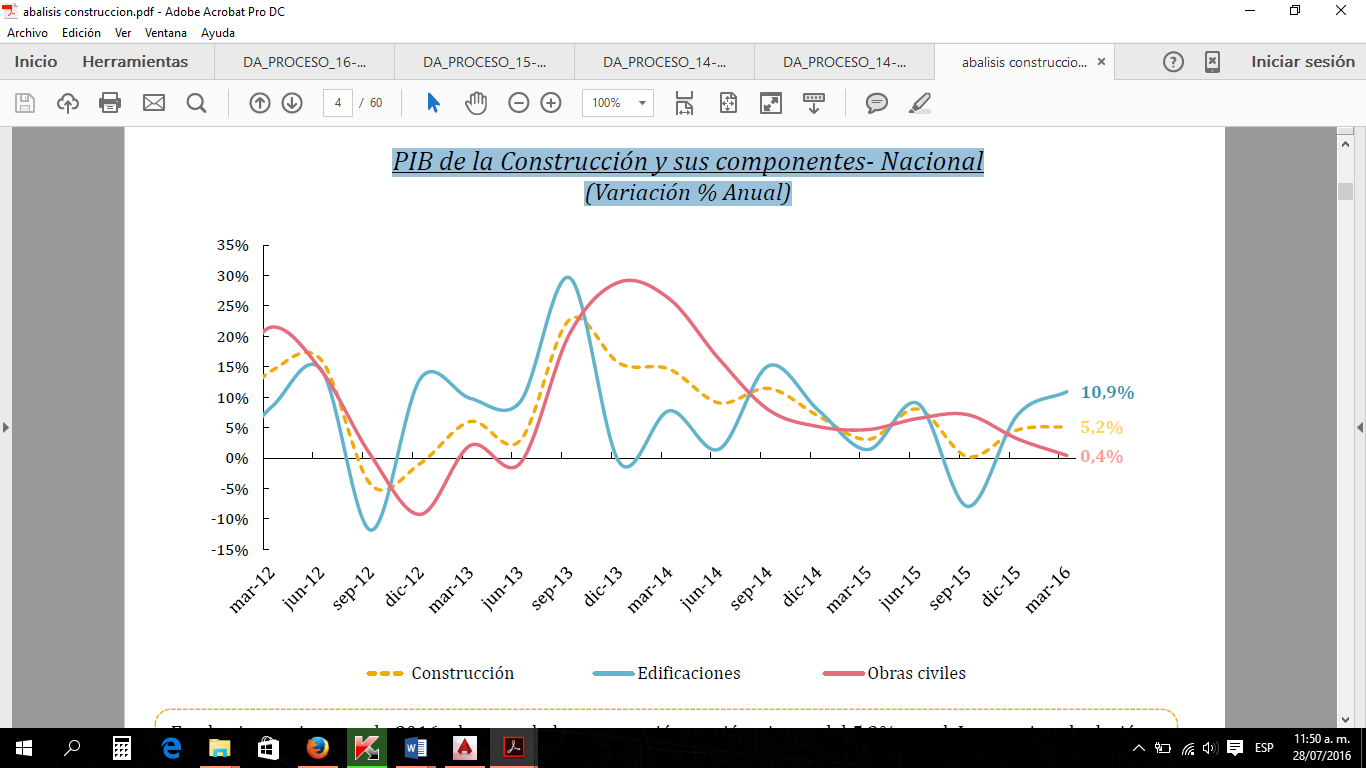 abalisis construccion.pdf - Adobe Acrobat Pro DC
Archivo Edición Ver Ventana Ayuda
Inicio Herramientas DA_PROCESO_16-... DA_PROCESO_15-... DA_PROCESO_14-... DA_PROCESO_14-... abalisis construccio... × Iniciar sesión
4 / 60 100%
PIB de la Construcción y sus componentes- Nacional
(Variación % Anual)
35%
30%
25%
20%
15%
10%
5%
0%
-5%
-10%
-15%
10,9%
5,2%
0,4%
mar-12 jun-12 sep-12 dic-12 mar-13 jun-13 sep-13 dic-13 mar-14 jun-14 sep-14 dic-14 mar-15 jun-15 sep-15 dic-15 mar-16
Construcción Edificaciones Obras civiles
ESP
11:50 a. m.
28/07/2016